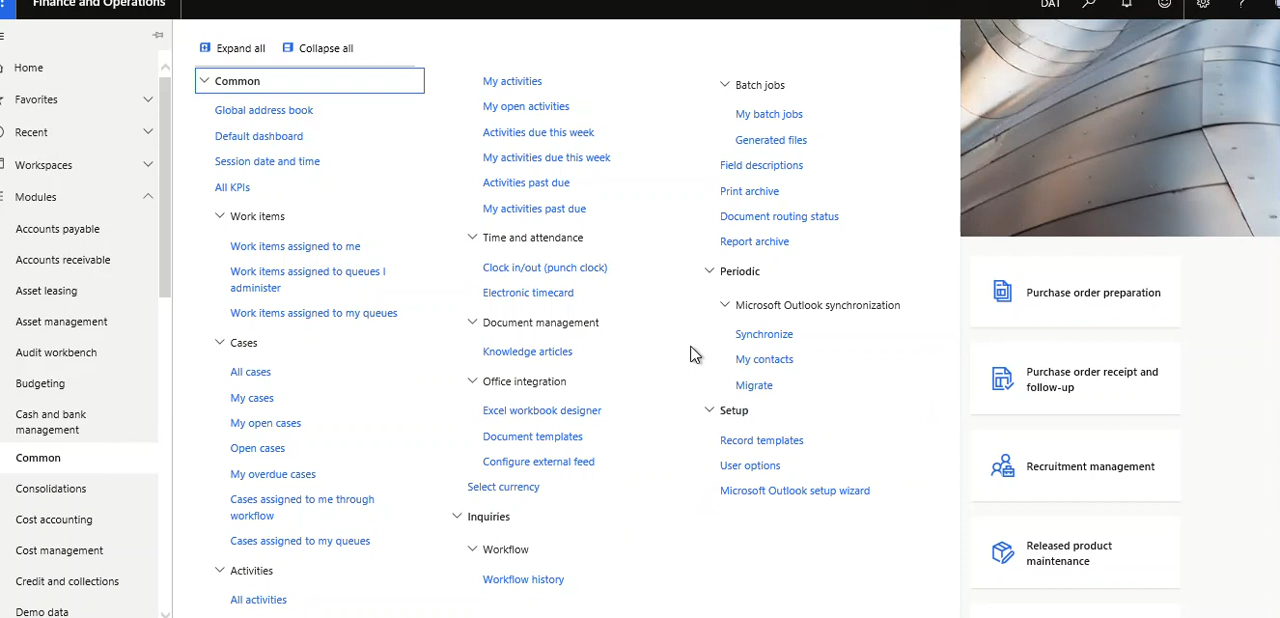 Finance and Operations
DAT
Home
Favorites
Recent
Workspaces
Modules
Accounts payable
Accounts receivable
Asset leasing
Asset management
Audit workbench
Budgeting
Cash and bank
management
Common
Consolidations
Cost accounting
Cost management
Credit and collections
Demo data
Expand all
Collapse all
Common
Global address book
Default dashboard
Session date and time
All KPIs
Work items
Work items assigned to me
Work items assigned to queues I
administer
Work items assigned to my queues
Cases
All cases
My cases
My open cases
Open cases
My overdue cases
Cases assigned to me through
workflow
Cases assigned to my queues
Activities
All activities
My activities
My open activities
Activities due this week
My activities due this week
Activities past due
My activities past due
Time and attendance
Clock in/out (punch clock)
Electronic timecard
Document management
Knowledge articles
Office integration
Excel workbook designer
Document templates
Configure external feed
Select currency
Inquiries
Workflow
Workflow history
Batch jobs
My batch jobs
Generated files
Field descriptions
Print archive
Document routing status
Report archive
Periodic
Microsoft Outlook synchronization
Synchronize
My contacts
Migrate
Setup
Record templates
User options
Microsoft Outlook setup wizard
Purchase order preparation
Purchase order receipt and
follow-up
Recruitment management
Released product
maintenance